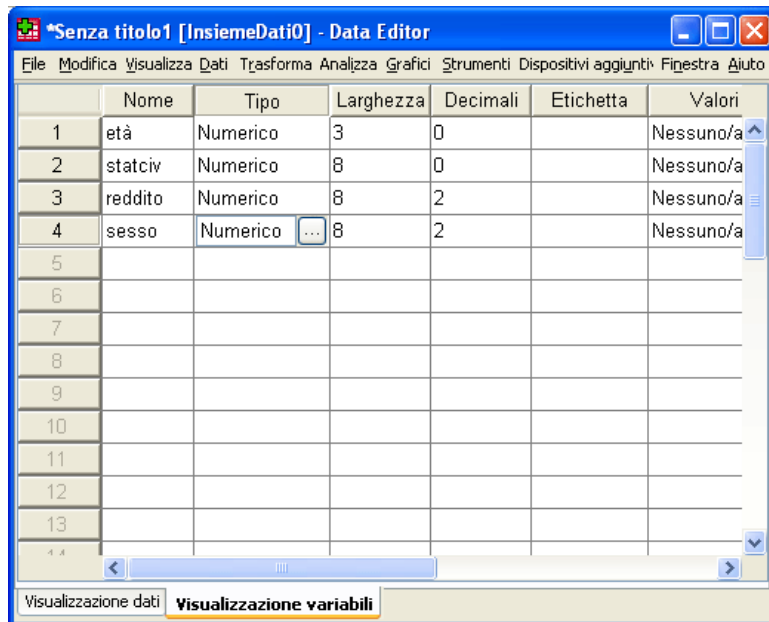 *Senza titolo1 [InsiemeDati0] - Data Editor
File Modifica Visualizza Dati Trasforma Analizza Grafici Strumenti Dispositivi aggiunti Finestra Aiuto
Nome Tipo Larghezza Decimali Etichetta Valori
1 età Numerico 3 0 Nessuno/a
2 statciv Numerico 8 0 Nessuno/a
3 reddito Numerico 8 2 Nessuno/a
4 sesso Numerico ... 8 2 Nessuno/a
5
6
7
8
9
10
11
12
13
14
Visualizzazione dati Visualizzazione variabili